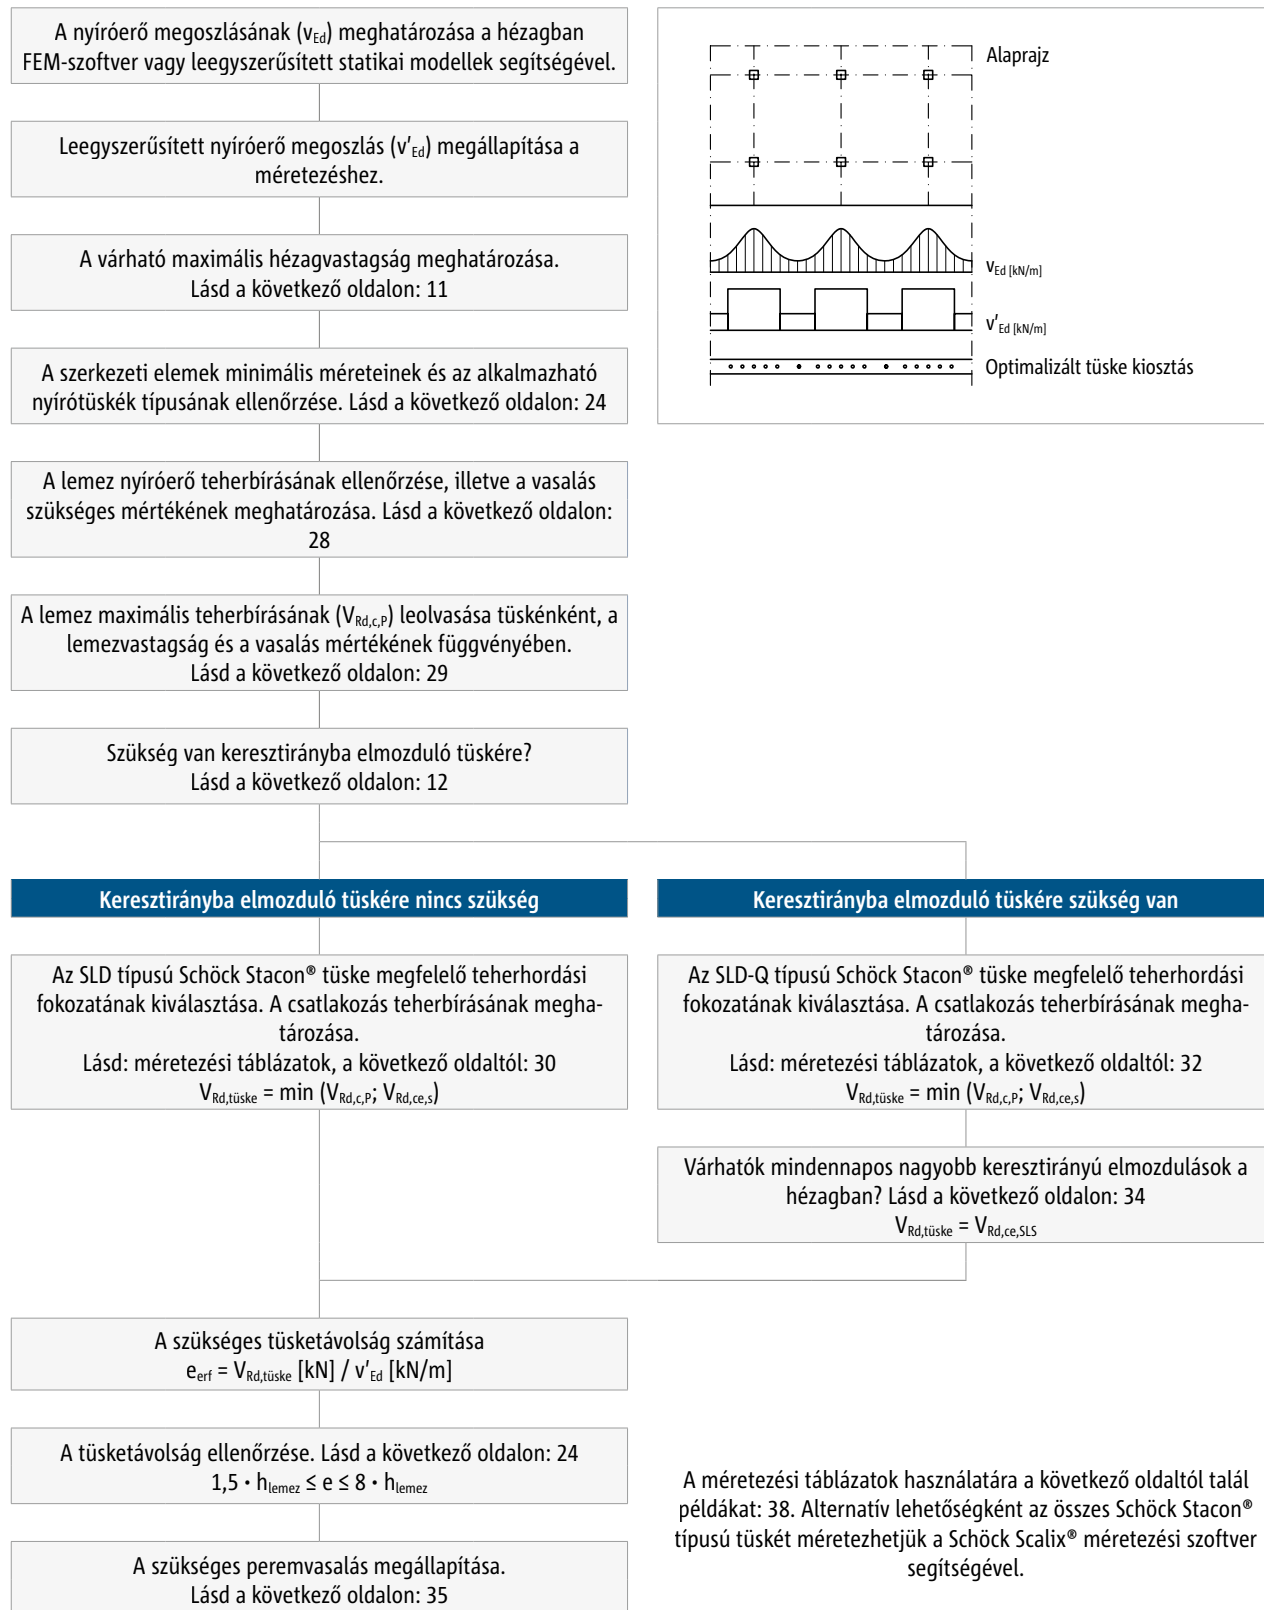 A nyíróerő megoszlásának (vEd) meghatározása a hézagban
FEM-szoftver vagy leegyszerűsített statikai modellek segítségével.
Leegyszerűsített nyíróerő megoszlás (v'Ed) megállapítása a
méretezéshez.
A várható maximális hézagvastagság meghatározása.
Lásd a következő oldalon: 11
A szerkezeti elemek minimális méreteinek és az alkalmazható
nyírótüskék típusának ellenőrzése. Lásd a következő oldalon: 24
A lemez nyíróerő teherbírásának ellenőrzése, illetve a vasalás
szükséges mértékének meghatározása. Lásd a következő oldalon:
28
A lemez maximális teherbírásának (VRd,c,P) leolvasása tüskénként, a
lemezvastagság és a vasalás mértékének függvényében.
Lásd a következő oldalon: 29
Szükség van keresztirányba elmozduló tüskére?
Lásd a következő oldalon: 12
Alaprajz
vEd [kN/m]
v'Ed [kN/m]
Optimalizált tüske kiosztás
Keresztirányba elmozduló tüskére nincs szükség
Az SLD típusú Schöck Stacon® tüske megfelelő teherhordási
fokozatának kiválasztása. A csatlakozás teherbírásának megha-
tározása.
Lásd: méretezési táblázatok, a következő oldaltól: 30
VRd,tüske = min (VRd,c,P; VRd,ce,s)
Keresztirányba elmozduló tüskére szükség van
Az SLD-Q típusú Schöck Stacon® tüske megfelelő teherhordási
fokozatának kiválasztása. A csatlakozás teherbírásának megha-
tározása.
Lásd: méretezési táblázatok, a következő oldaltól: 32
VRd,tüske = min (VRd,c,P; VRd,ce,s)
Várhatók mindennapos nagyobb keresztirányú elmozdulások a
hézagban? Lásd a következő oldalon: 34
VRd,tüske = VRd,ce,SLS
A szükséges tüsketávolság számítása
eerf = VRd,tüske [kN] / v'Ed [kN/m]
A tüsketávolság ellenőrzése. Lásd a következő oldalon: 24
1,5 · hlemez ≤ e ≤ 8 · hlemez
A szükséges peremvasalás megállapítása.
Lásd a következő oldalon: 35
A méretezési táblázatok használatára a következő oldaltól talál
példákat: 38. Alternatív lehetőségként az összes Schöck Stacon®
típusú tüskét méretezhetjük a Schöck Scalix® méretezési szoftver
segítségével.